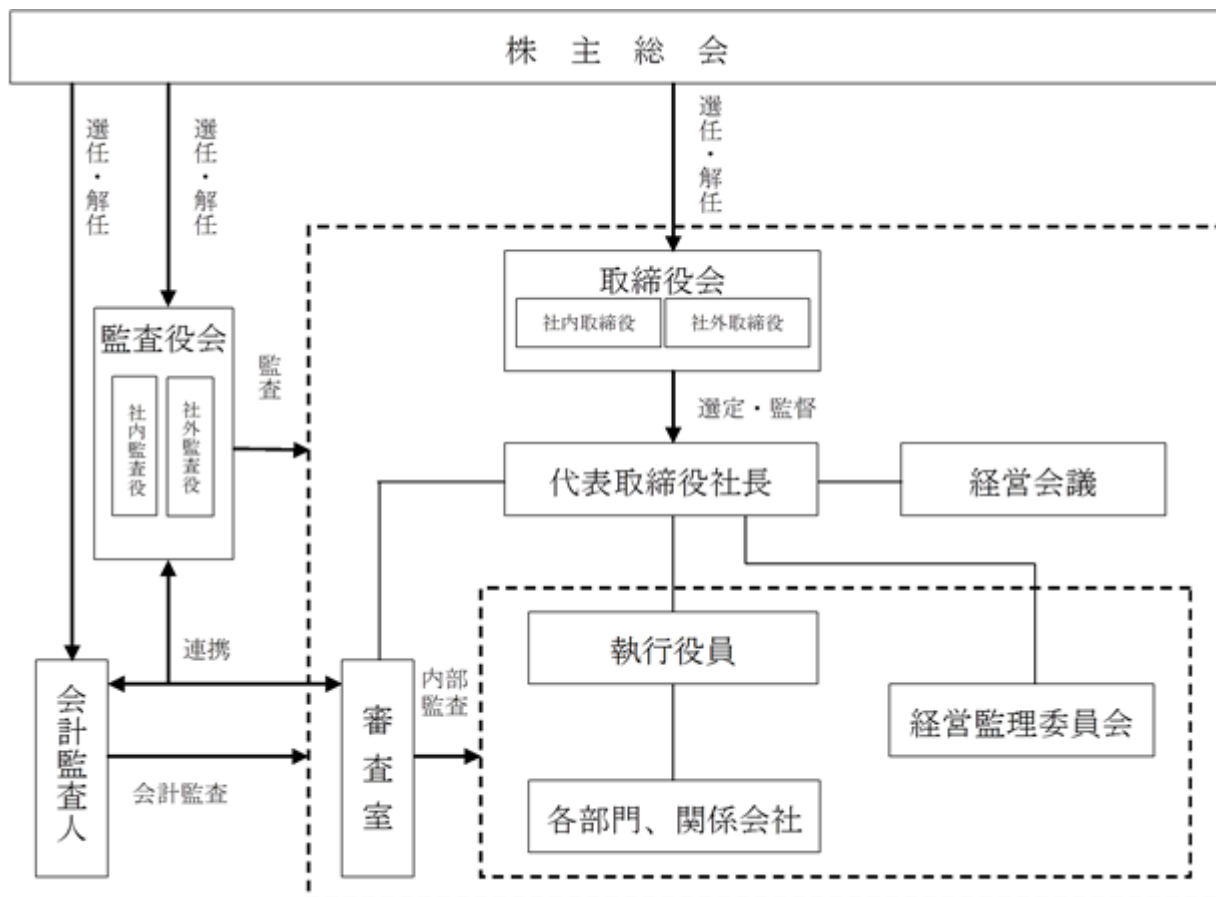 株主総会
選任・解任
選任・解任
選任・解任
取締役会
社内取締役
社外取締役
監査役会
社内監査役
社外監査役
監査
選定・監督
代表取締役社長
経営会議
執行役員
連携
内部
監査
会計監査人
審査室
経営監理委員会
会計監査
各部門、関係会社